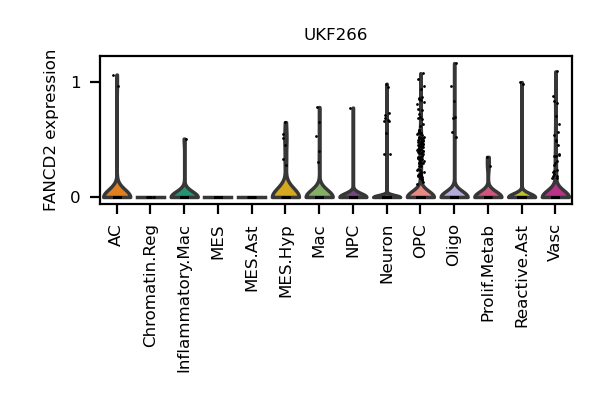 UKF266
FANCD2 expression
1
0
AC
Chromatin.Reg
Inflammatory.Mac
MES
MES.Ast
MES.Hyp
Mac
NPC
Neuron
OPC
Oligo
Prolif.Metab
Reactive.Ast
Vasc